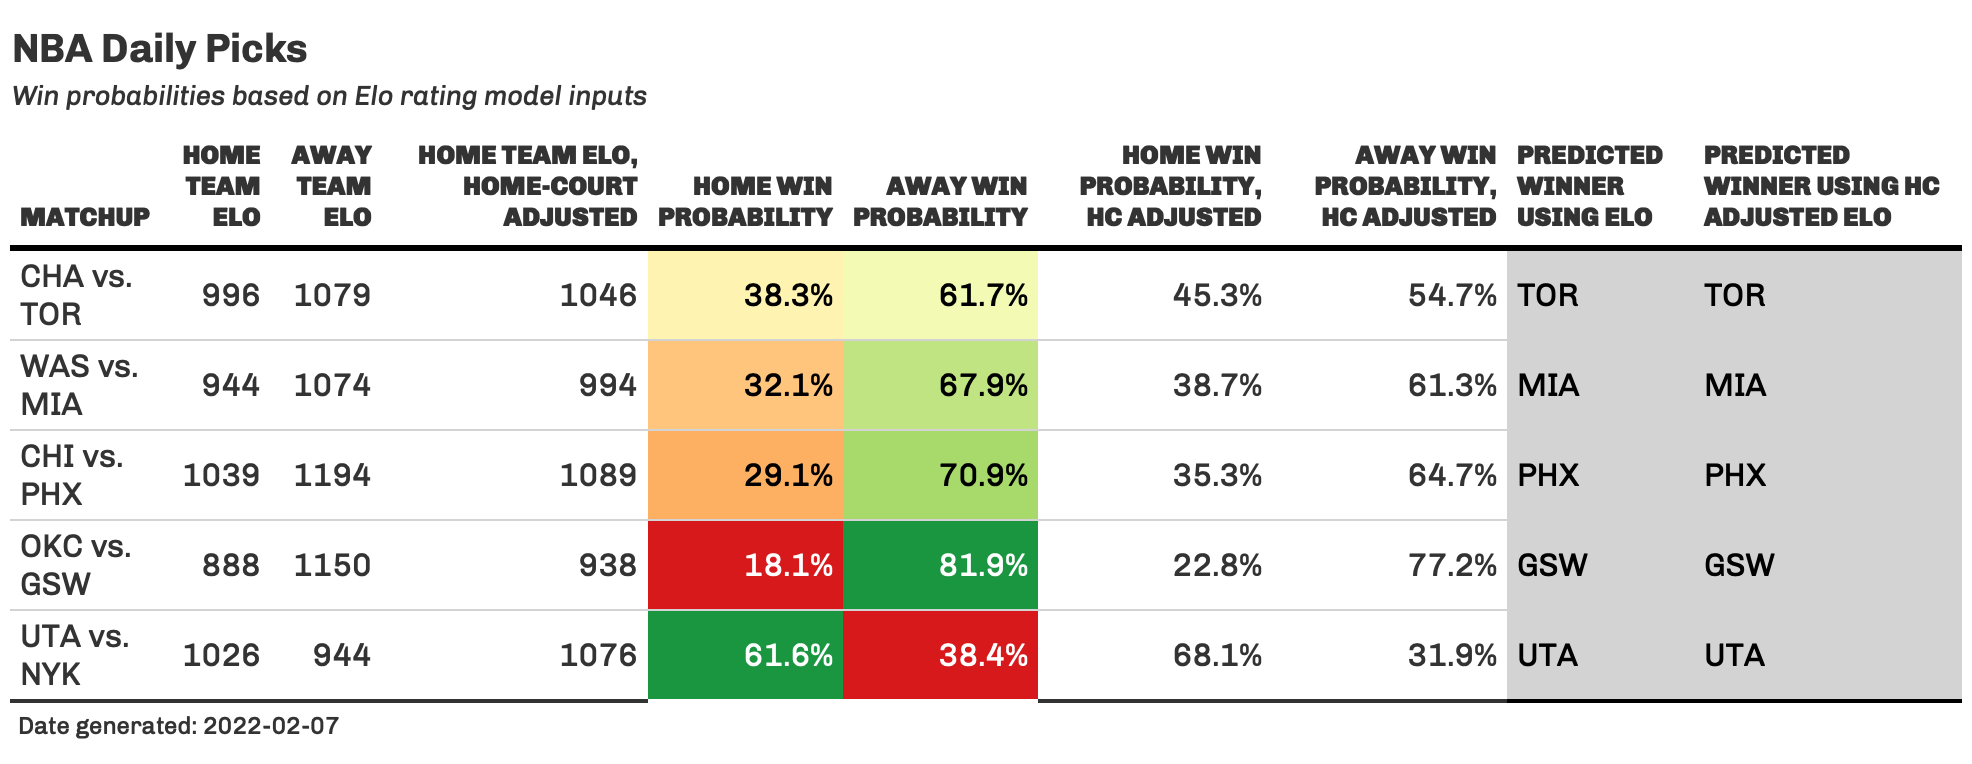 NBA Daily Picks
Win probabilities based on Elo rating model inputs
MATCHUP HOME TEAM ELO AWAY TEAM ELO HOME TEAM ELO, HOME-COURT ADJUSTED HOME WIN PROBABILITY AWAY WIN PROBABILITY HOME WIN PROBABILITY, HC ADJUSTED AWAY WIN PROBABILITY, HC ADJUSTED PREDICTED WINNER USING ELO PREDICTED WINNER USING HC ADJUSTED ELO
CHA vs. TOR 996 1079 1046 38.3% 61.7% 45.3% 54.7% TOR TOR
WAS vs. MIA 944 1074 994 32.1% 67.9% 38.7% 61.3% MIA MIA
CHI vs. PHX 1039 1194 1089 29.1% 70.9% 35.3% 64.7% PHX PHX
OKC vs. GSW 888 1150 938 18.1% 81.9% 22.8% 77.2% GSW GSW
UTA vs. NYK 1026 944 1076 61.6% 38.4% 68.1% 31.9% UTA UTA
Date generated: 2022-02-07